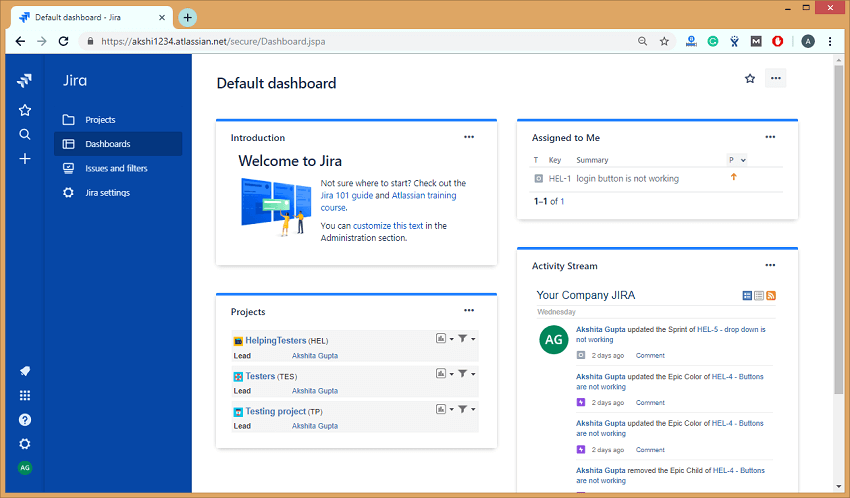 Default dashboard - Jira
https://akshi1234.atlassian.net/secure/Dashboard.jspa
A
Jira
Projects
Dashboards
Issues and filters
Jira settings
AG
Default dashboard
Introduction
Welcome to Jira
Not sure where to start? Check out the
Jira 101 guide and Atlassian training
course.
You can customize this text in the
Administration section.
Projects
HelpingTesters (HEL)
Lead Akshita Gupta
Testers (TES)
Lead Akshita Gupta
Testing project (TP)
Lead Akshita Gupta
Assigned to Me
T Key Summary P
HEL-1 login button is not working
1–1 of 1
Activity Stream
Your Company JIRA
Wednesday
AG
Akshita Gupta updated the Sprint of HEL-5 - drop down is
not working
2 days ago Comment
Akshita Gupta updated the Epic Color of HEL-4 - Buttons
are not working
2 days ago Comment
Akshita Gupta updated the Epic Color of HEL-4 - Buttons
are not working
2 days ago Comment
Akshita Gupta removed the Epic Child of HEL-4 - Buttons
are not working
2 days ago Comment